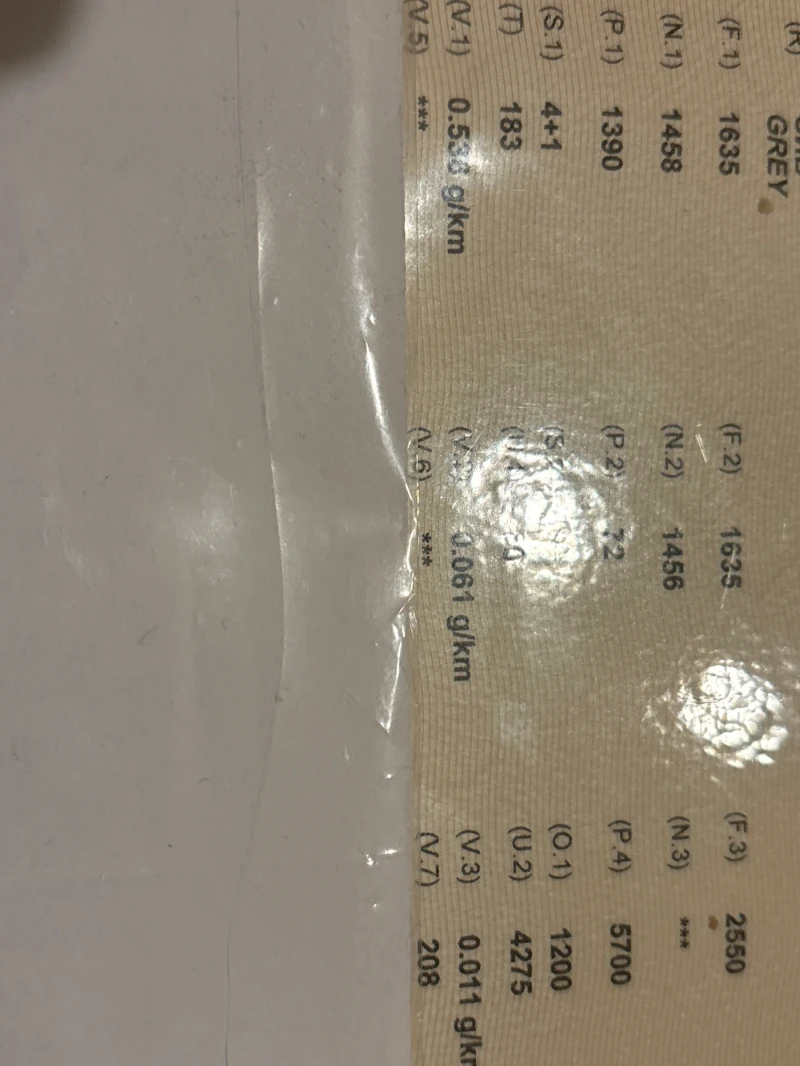 (R) GREY
(F.1) 1635 (F.2) 1635 (F.3) 2550
(N.1) 1458 (N.2) 1456 (N.3) ***
(P.1) 1390 (P.2) 72 (P.4) 5700
(S.1) 4+1 (O.1) 1200
(T) 183 (U.2) 4275
(V.1) 0.536 g/km 0.061 g/km (V.3) 0.011
(V.5) *** (V.6) *** (V.7) 208